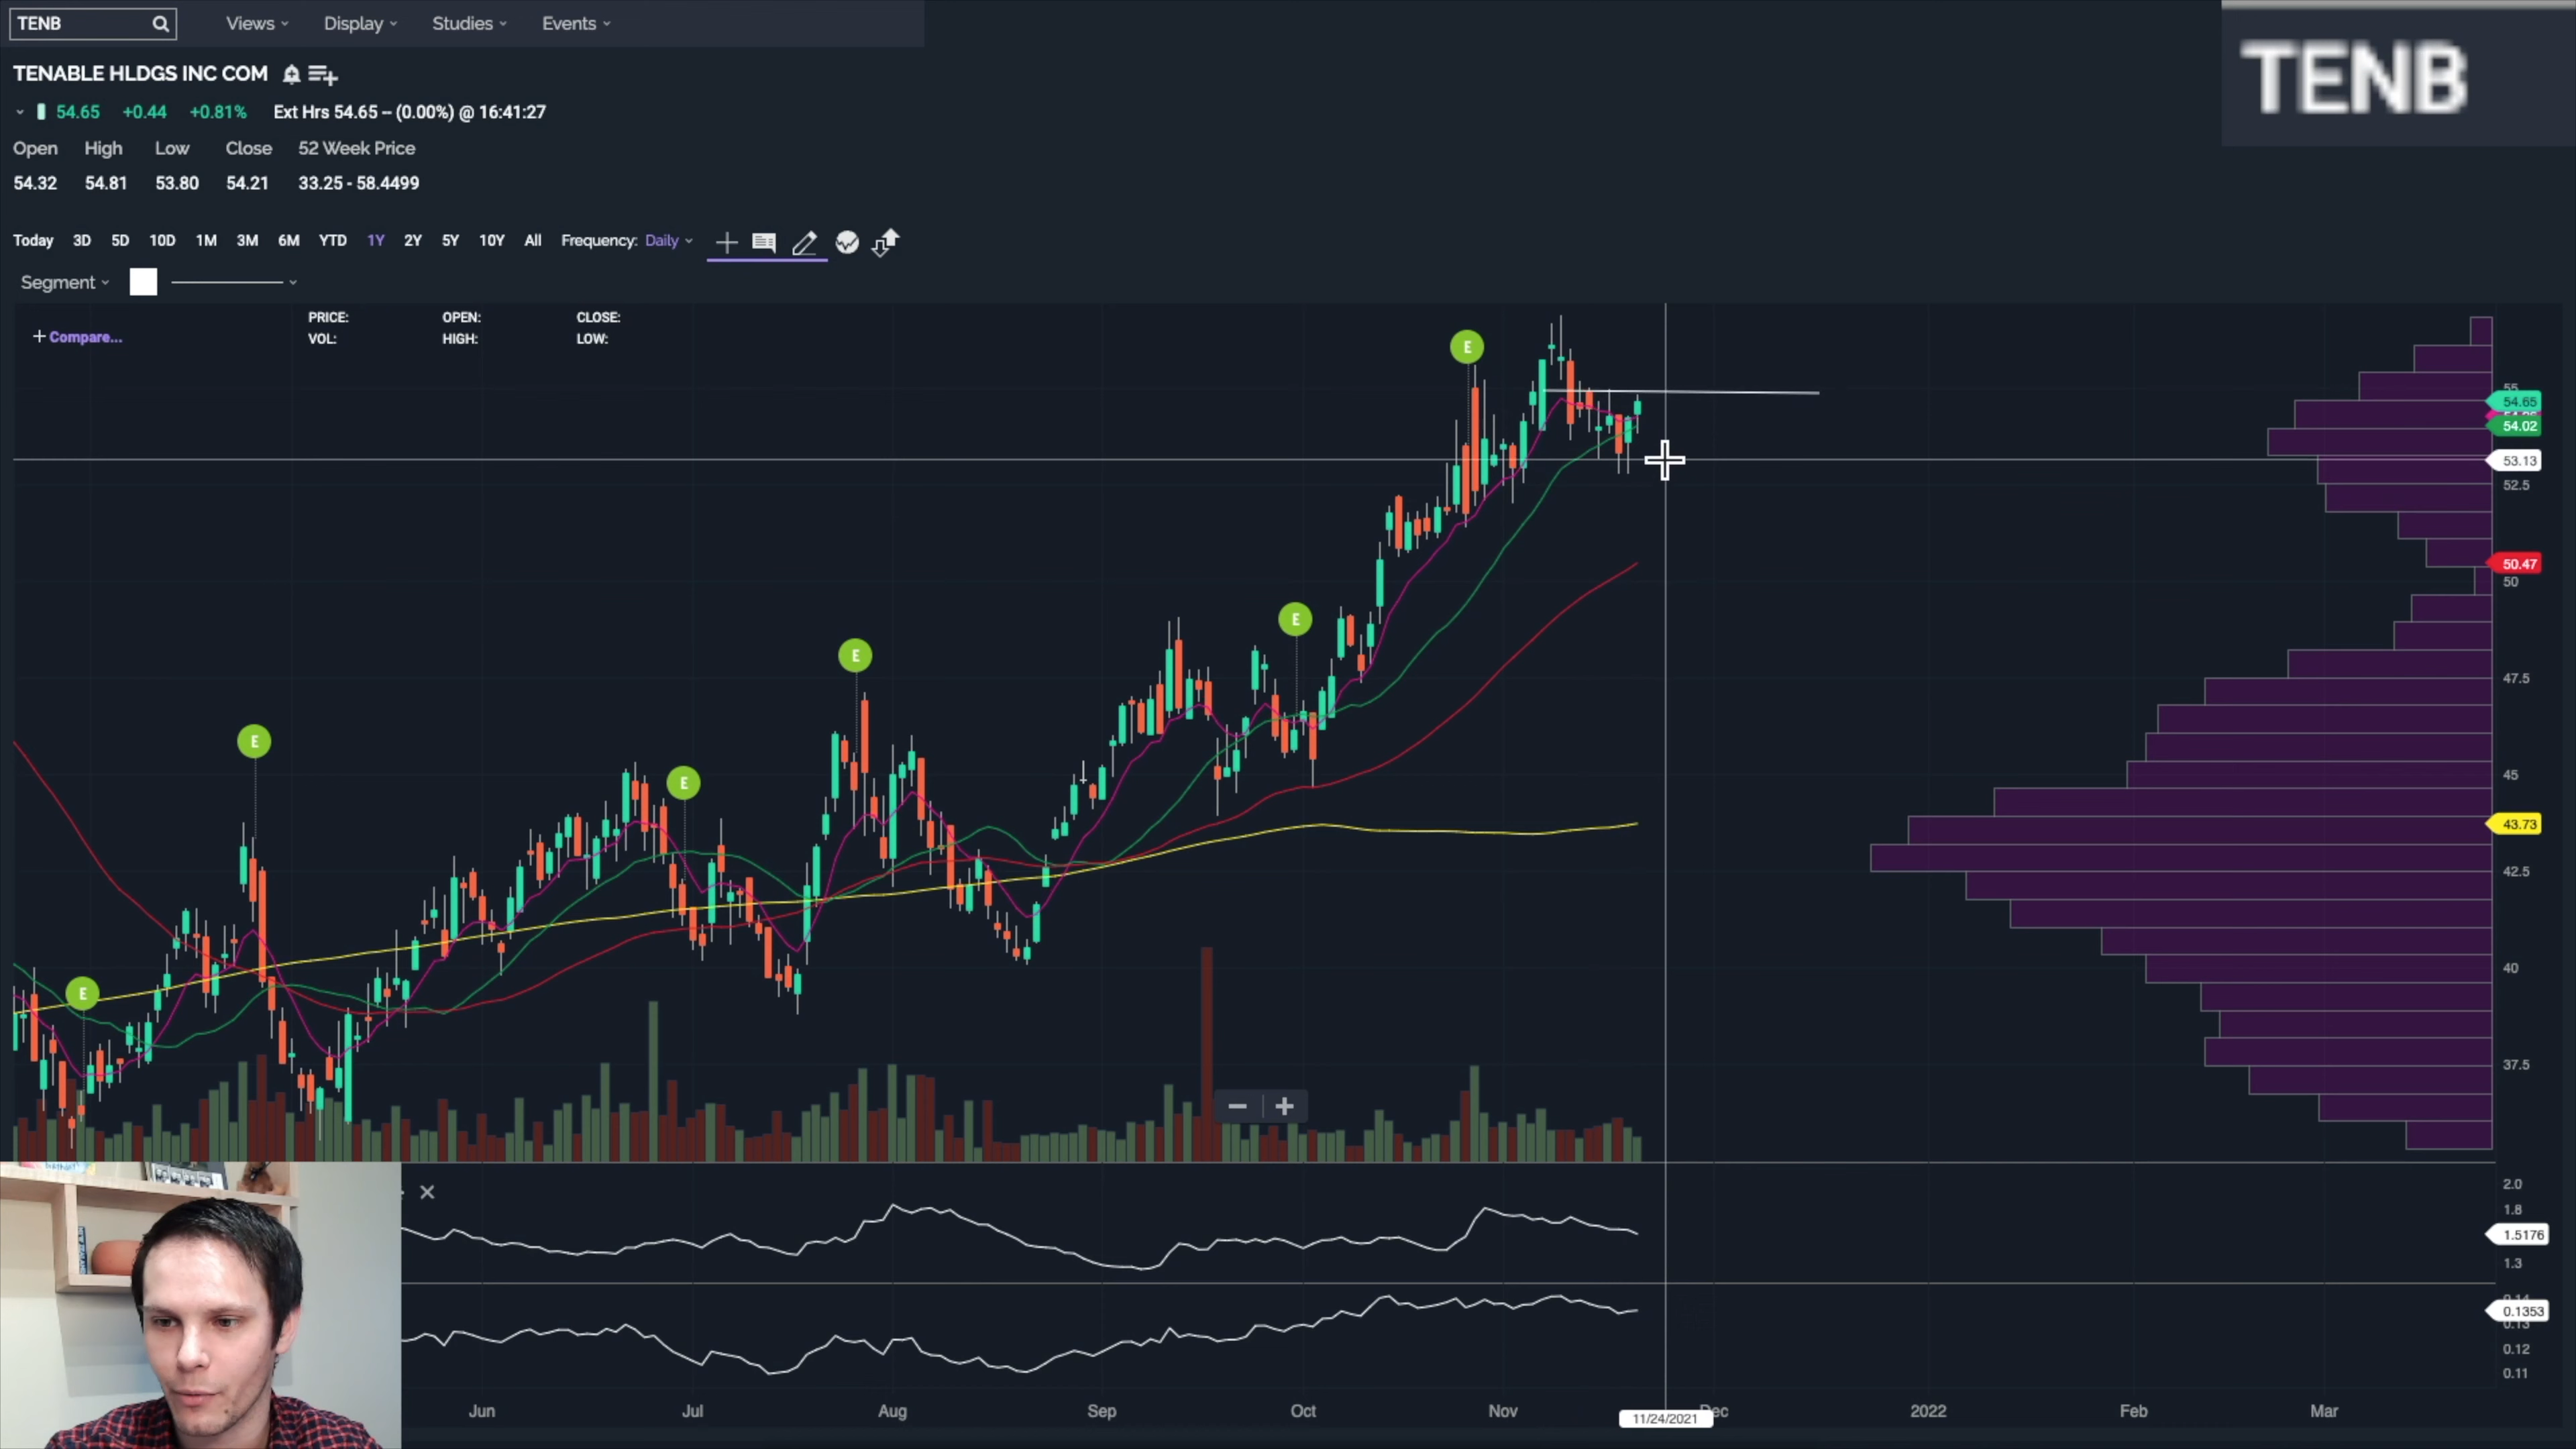 TENB
Views Display Studies Events
TENB
TENABLE HLDGS INC COM
54.65 +0.44 +0.81% Ext Hrs 54.65 – (0.00%) @ 16:41:27
Open High Low Close 52 Week Price
54.32 54.81 53.80 54.21 33.25 - 58.4499
Today 3D 5D 10D 1M 3M 6M YTD 1Y 2Y 5Y 10Y All Frequency: Daily
Segment
+ Compare...
PRICE: OPEN: CLOSE:
VOL: HIGH: LOW:
E
E
E
E
E
E
55
54.65
54.02
53.13
52.5
50.47
50
47.5
45
43.73
42.5
40
37.5
2.0
1.8
1.5176
1.3
0.1353
0.12
0.11
Jun Jul Aug Sep Oct Nov 11/24/2021 2022 Feb Mar